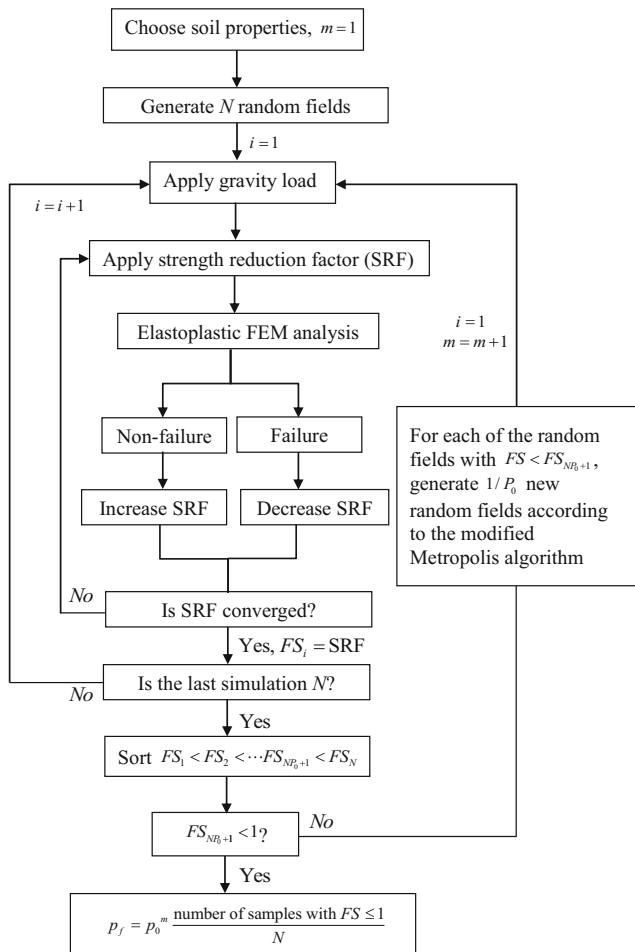 Choose soil properties, m = 1
Generate N random fields
i = 1
Apply gravity load
i = i + 1
Apply strength reduction factor (SRF)
Elastoplastic FEM analysis
i = 1
m = m + 1
Non-failure
Failure
For each of the random
fields with FS < FS_{NP_0+1},
generate 1/P_0 new
random fields according
to the modified
Metropolis algorithm
Increase SRF
Decrease SRF
No
Is SRF converged?
Yes, FS_i = SRF
No
Is the last simulation N?
Yes
Sort FS_1 < FS_2 < ⋯FS_{NP_0+1} < FS_N
FS_{NP_0+1} < 1?
No
Yes
p_f = p_0^m number of samples with FS ≤ 1 / N